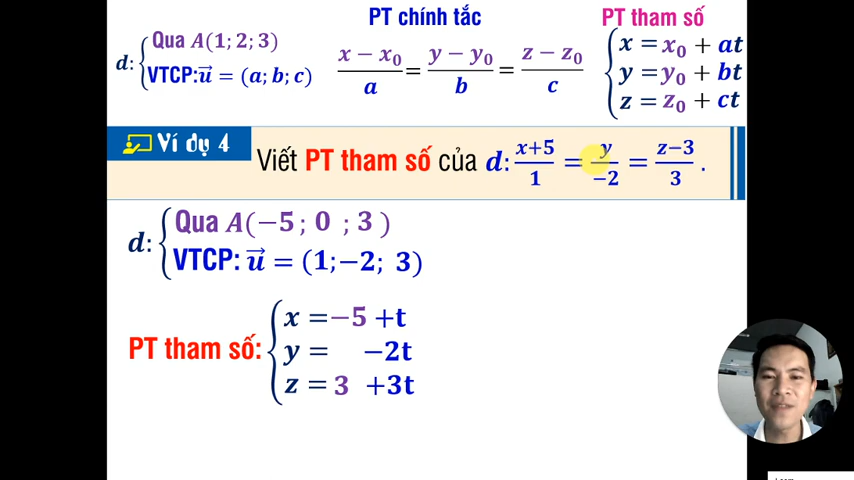 PT chính tắc
PT tham số
d: { Qua A(1; 2; 3)
VTCP: u⃗ = (a; b; c)
(x − x₀)/a = (y − y₀)/b = (z − z₀)/c
{ x = x₀ + at
y = y₀ + bt
z = z₀ + ct
Ví dụ 4
Viết PT tham số của d: (x+5)/1 = y/−2 = (z−3)/3 .
d: { Qua A(−5; 0 ; 3 )
VTCP: u⃗ = (1; −2; 3)
PT tham số: { x = −5 +t
y = −2t
z = 3 +3t